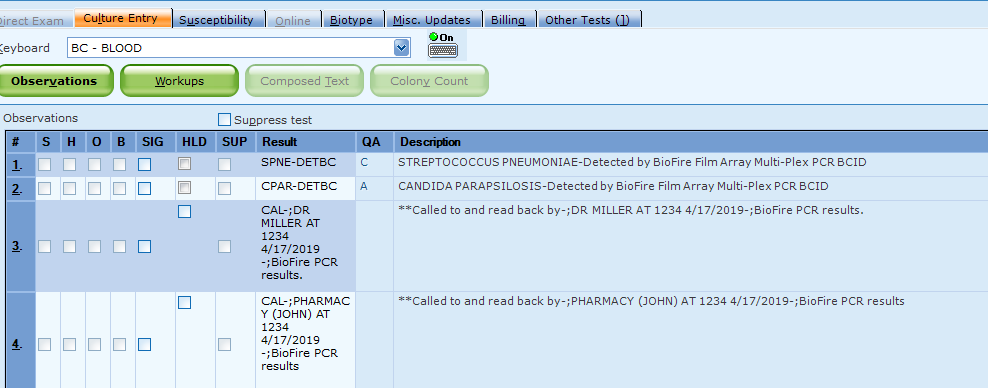 Direct Exam Culture Entry Susceptibility Online Biotype Misc. Updates Billing Other Tests (1)
Keyboard BC - BLOOD On
Observations Workups Composed Text Colony Count
Observations Suppress test
# S H O B SIG HLD SUP Result QA Description
1. SPNE-DETBC C STREPTOCOCCUS PNEUMONIAE-Detected by BioFire Film Array Multi-Plex PCR BCID
2. CPAR-DETBC A CANDIDA PARAPSILOSIS-Detected by BioFire Film Array Multi-Plex PCR BCID
3. CAL-;DR
MILLER AT
1234
4/17/2019
-;BioFire PCR
results.
**Called to and read back by-;DR MILLER AT 1234 4/17/2019-;BioFire PCR results.
4. CAL-;PHARMAC
Y (JOHN) AT
1234
4/17/2019
-;BioFire PCR
results
**Called to and read back by-;PHARMACY (JOHN) AT 1234 4/17/2019-;BioFire PCR results